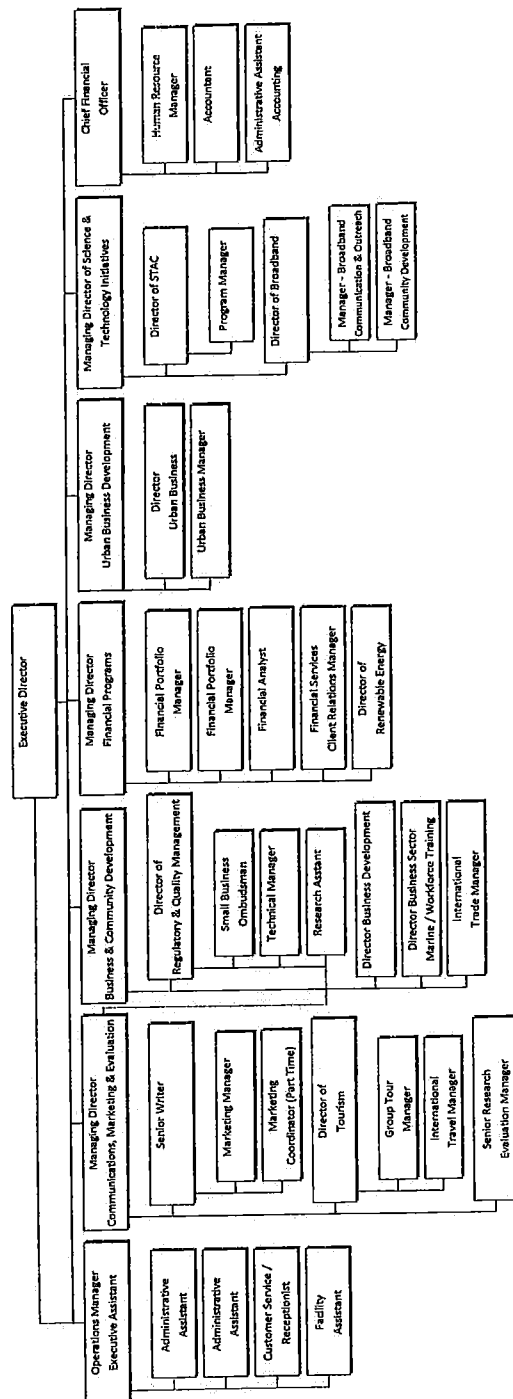 Executive Director
Operations Manager
Executive Assistant
Administrative
Assistant
Administrative
Assistant
Customer Service /
Receptionist
Facility
Assistant
Managing Director
Communications, Marketing & Evaluation
Senior Writer
Marketing Manager
Marketing
Coordinator (Part Time)
Director of
Tourism
Group Tour
Manager
International
Travel Manager
Senior Research
Evaluation Manager
Managing Director
Business & Community Development
Director of
Regulatory & Quality Management
Small Business
Ombudsman
Technical Manager
Research Asstant
Director Business Development
Director Business Sector
Marine / Workforce Training
International
Trade Manager
Managing Director
Financial Programs
Financial Portfolio
Manager
Financial Portfolio
Manager
Financial Analyst
Financial Services
Client Relations Manager
Director of
Renewable Energy
Managing Director
Urban Business Development
Director
Urban Business
Urban Business Manager
Managing Director of Science &
Technology Initiatives
Director of STAC
Program Manager
Director of Broadband
Manager - Broadband
Communication & Outreach
Manager - Broadband
Community Development
Chief Financial
Officer
Human Resource
Manager
Accountant
Administrative Assistant
Accounting